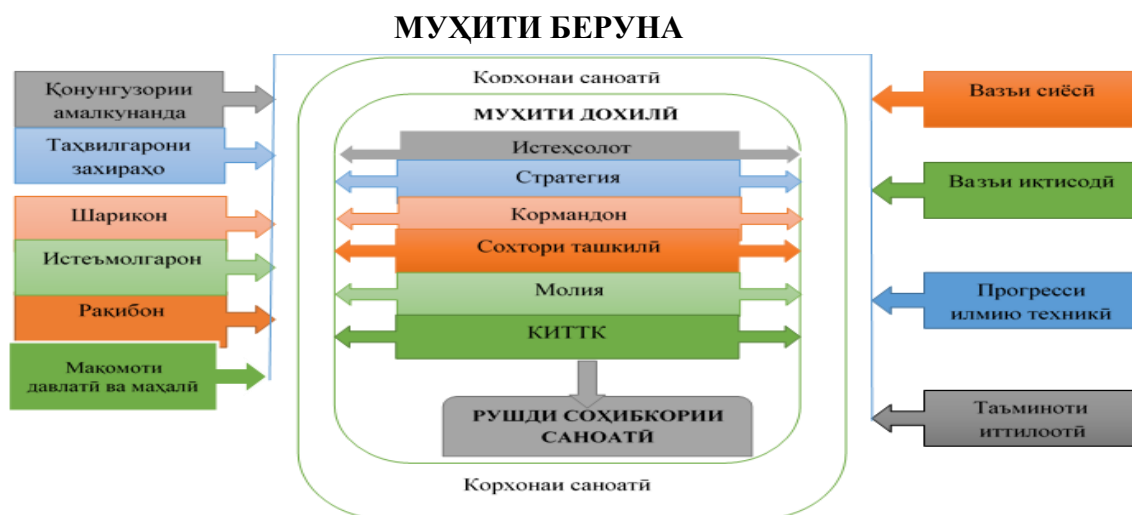 МУҲИТИ БЕРУНА
Қонунгузории
амалкунанда
Таҳвилгарони
захираҳо
Шарикон
Истеъмолгарон
Рақибон
Мақомоти
давлатӣ ва маҳалӣ
Корхонаи саноатӣ
МУҲИТИ ДОХИЛӢ
Истеҳсолот
Стратегия
Кормандон
Сохтори ташкилӣ
Молия
КИТТК
РУШДИ СОҲИБКОРИИ
САНОАТӢ
Корхонаи саноатӣ
Вазъи сиёсӣ
Вазъи иқтисодӣ
Прогресси
илмию техникӣ
Таъминоти
иттилоотӣ